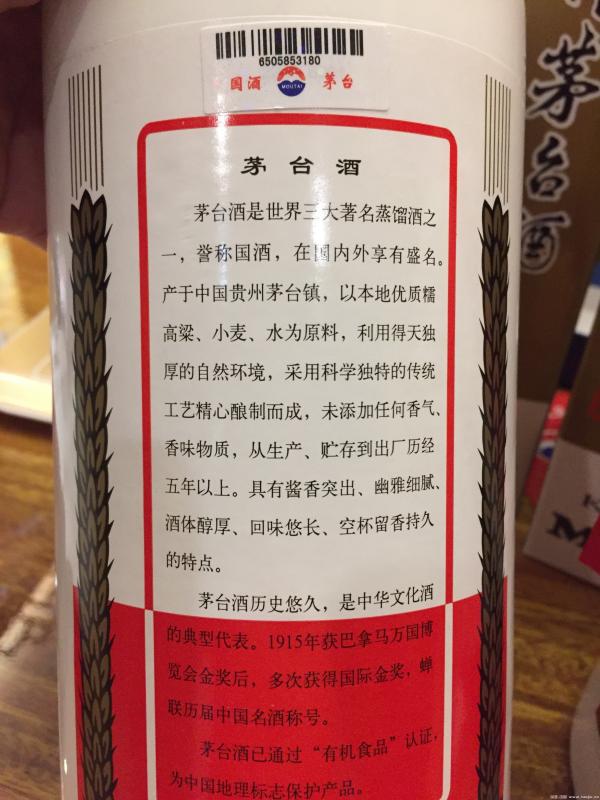 6505853180
国酒 MOUTAI 茅台
茅台酒
茅台酒是世界三大著名蒸馏酒之
一，誉称国酒，在国内外享有盛名。
产于中国贵州茅台镇，以本地优质糯
高粱、小麦、水为原料，利用得天独
厚的自然环境，采用科学独特的传统
工艺精心酿制而成，未添加任何香气、
香味物质，从生产、贮存到出厂历经
五年以上。具有酱香突出、幽雅细腻、
酒体醇厚、回味悠长、空杯留香持久
的特点。
茅台酒历史悠久，是中华文化酒
的典型代表。1915年获巴拿马万国博
览会金奖后，多次获得国际金奖，蝉
联历届中国名酒称号。
茅台酒已通过“有机食品”认证，
为中国地理标志保护产品。
茅台酒